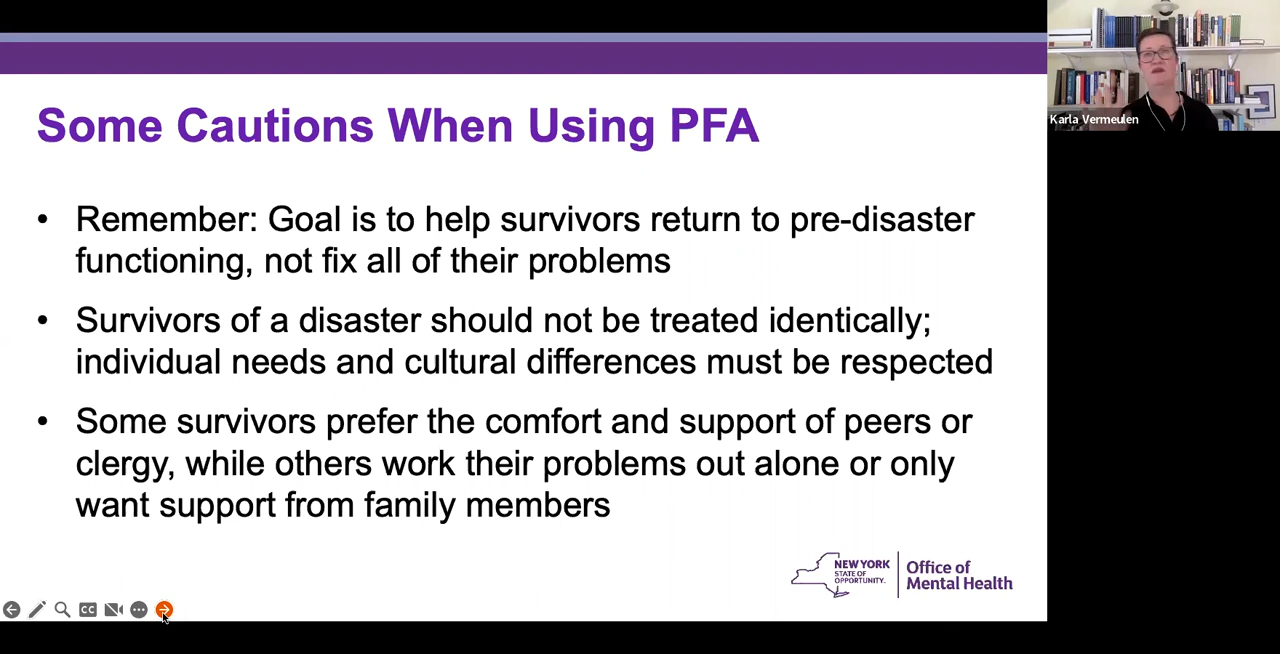 Some Cautions When Using PFA
• Remember: Goal is to help survivors return to pre-disaster
functioning, not fix all of their problems
• Survivors of a disaster should not be treated identically;
individual needs and cultural differences must be respected
• Some survivors prefer the comfort and support of peers or
clergy, while others work their problems out alone or only
want support from family members
NEW YORK
STATE OF
OPPORTUNITY.
Office of
Mental Health
CC
Karla Vermeulen